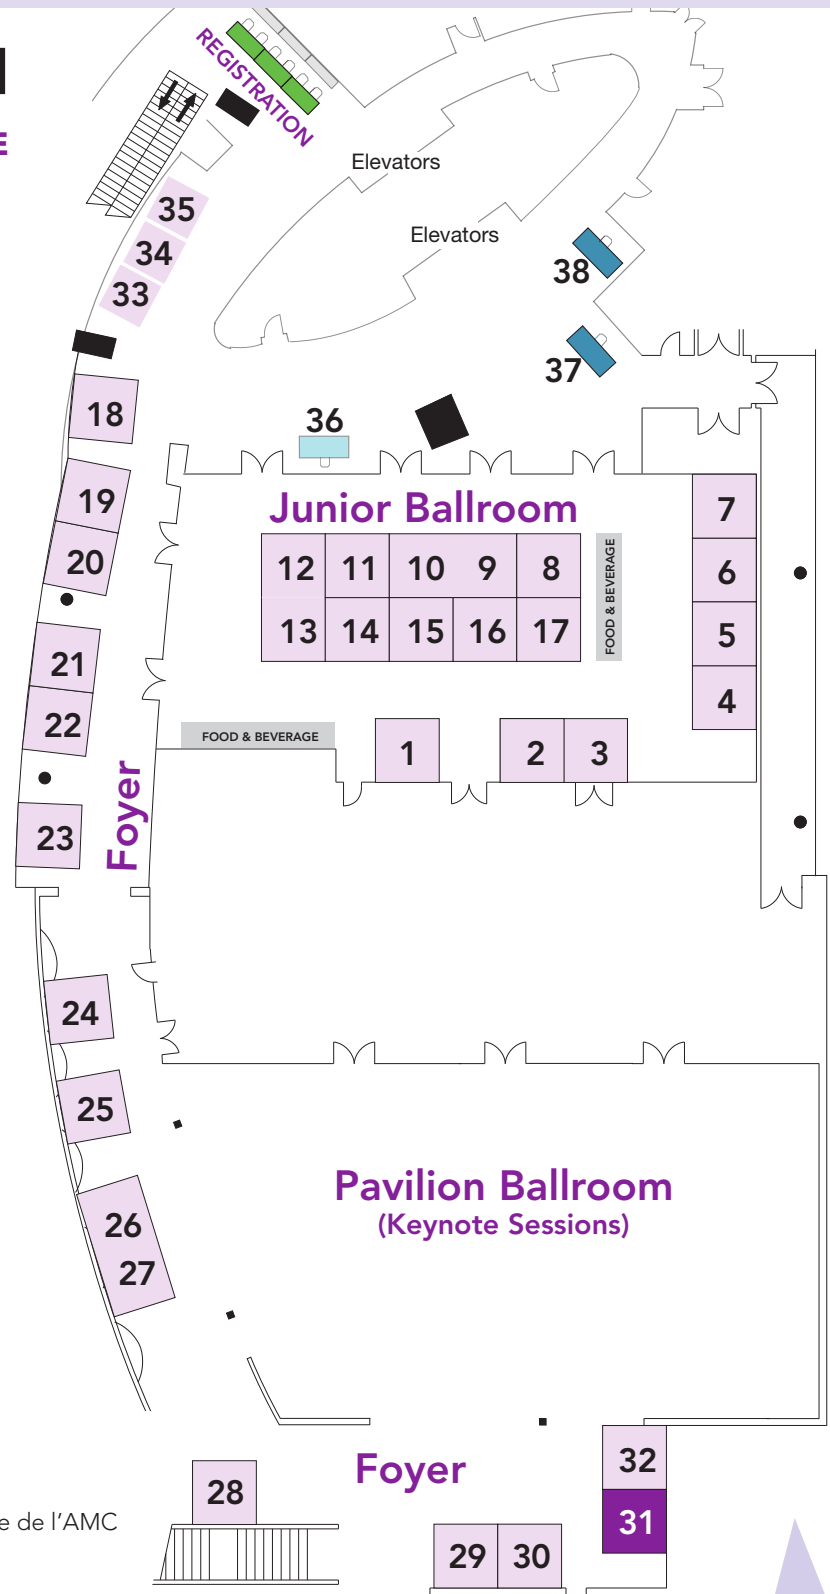 REGISTRATION
E
Elevators
Elevators
35
34
33
38
37
36
18
19
20
21
22
23
Foyer
Junior Ballroom
12 11 10 9 8
13 14 15 16 17
FOOD & BEVERAGE
7
6
5
4
FOOD & BEVERAGE
1 2 3
24
25
26
27
Pavilion Ballroom
(Keynote Sessions)
Foyer
28
32
31
29 30
e de l'AMC